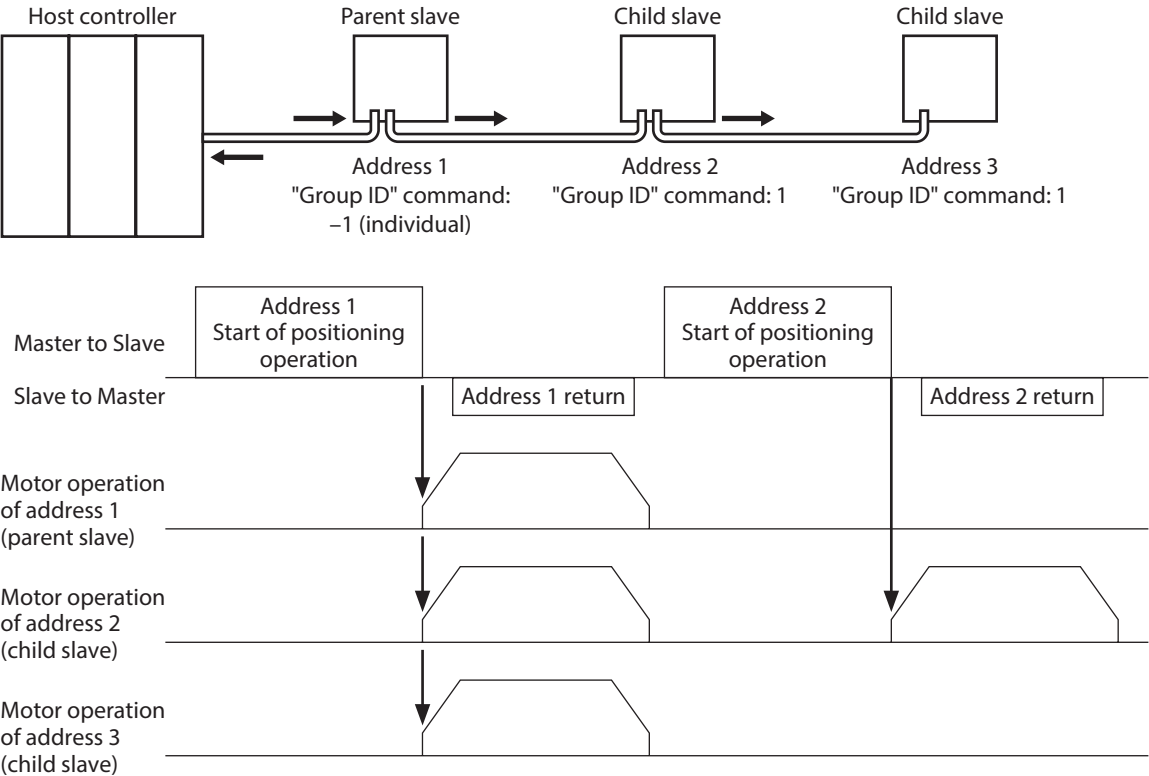 Host controller
Parent slave
Child slave
Child slave
Address 1
"Group ID" command:
–1 (individual)
Address 2
"Group ID" command: 1
Address 3
"Group ID" command: 1
Master to Slave
Address 1
Start of positioning
operation
Address 2
Start of positioning
operation
Slave to Master
Address 1 return
Address 2 return
Motor operation
of address 1
(parent slave)
Motor operation
of address 2
(child slave)
Motor operation
of address 3
(child slave)